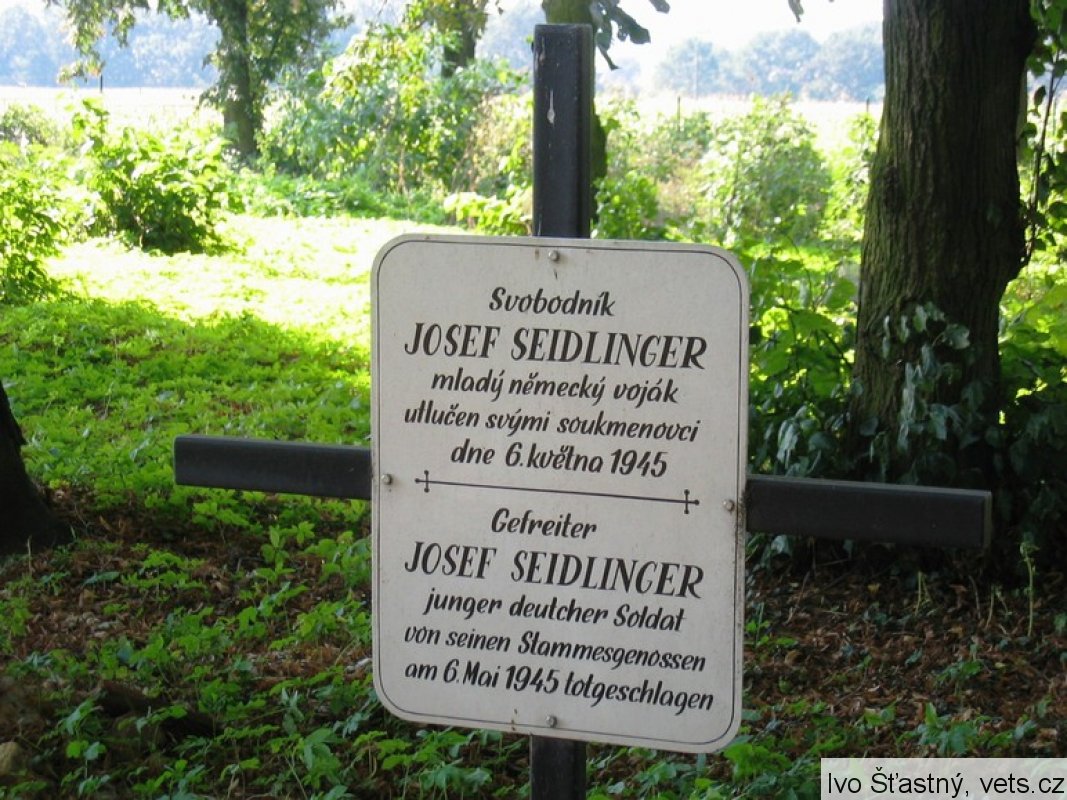 Svobodník
JOSEF SEIDLINGER
mladý německý voják
utlučen svými soukmenovci
dne 6. května 1945
Gefreiter
JOSEF SEIDLINGER
junger deutcher Soldat
von seinen Stammesgenossen
am 6. Mai 1945 totgeschlagen
Ivo Šťastný, vets.cz